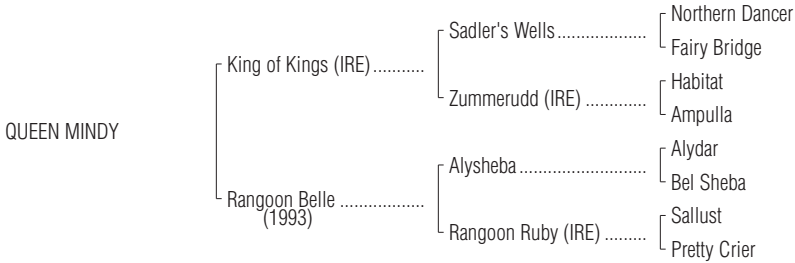 Northern Dancer
Sadler's Wells....................
Fairy Bridge
King of Kings (IRE)...........
Habitat
Zummerudd (IRE) .............
Ampulla
QUEEN MINDY
Alydar
Alysheba.............................
Bel Sheba
Rangoon Belle ..................
(1993)
Sallust
Rangoon Ruby (IRE) .........
Pretty Crier